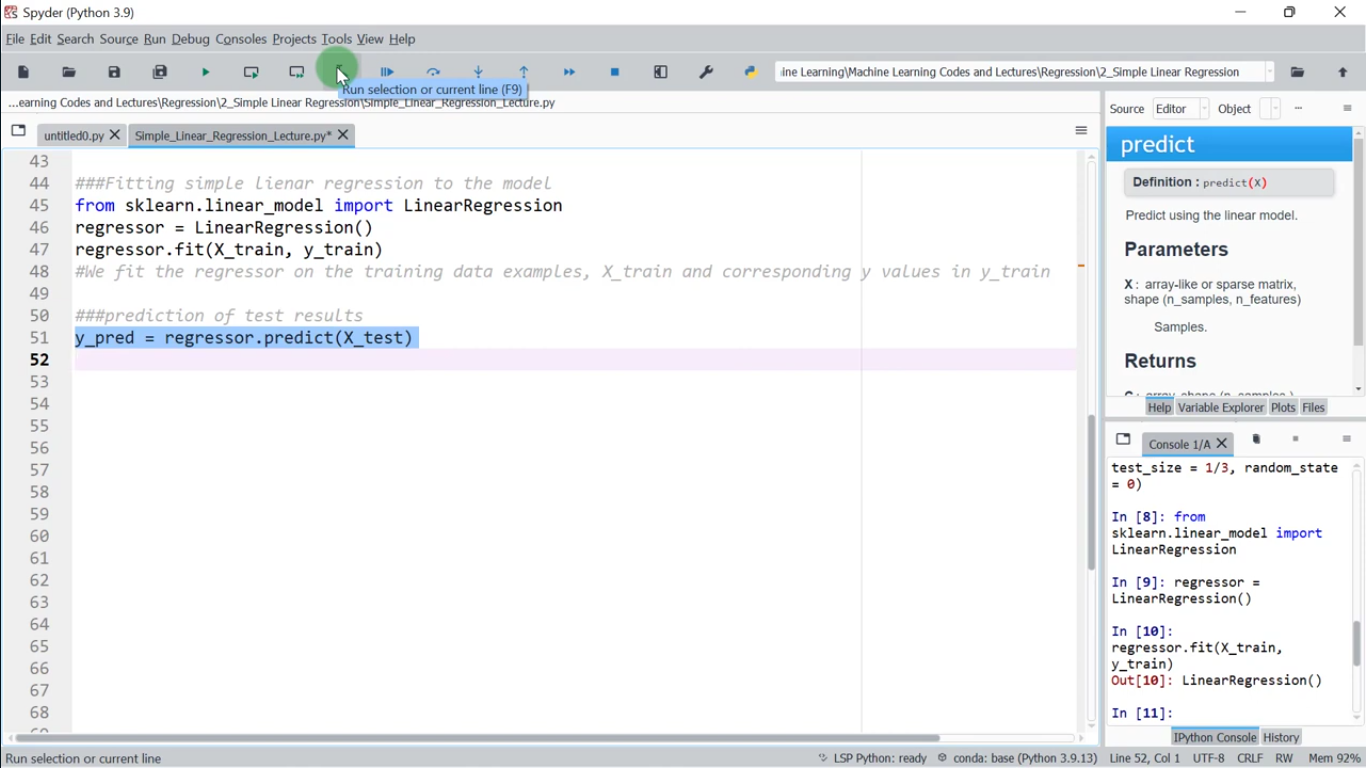 Spyder (Python 3.9)
File Edit Search Source Run Debug Consoles Projects Tools View Help
ine Learning\Machine Learning Codes and Lectures\Regression\2_Simple Linear Regression
Run selection or current line (F9)
...earning Codes and Lectures\Regression\2_Simple Linear Regression\Simple_Linear_Regression_Lecture.py
untitled0.py
Simple_Linear_Regression_Lecture.py*
43
44 ###Fitting simple lienar regression to the model
45 from sklearn.linear_model import LinearRegression
46 regressor = LinearRegression()
47 regressor.fit(X_train, y_train)
48 #We fit the regressor on the training data examples, X_train and corresponding y values in y_train
49
50 ###prediction of test results
51 y_pred = regressor.predict(X_test)
52
53
54
55
56
57
58
59
60
61
62
63
64
65
66
67
68
Source Editor Object
predict
Definition : predict(X)
Predict using the linear model.
Parameters
X : array-like or sparse matrix,
shape (n_samples, n_features)
Samples.
Returns
Help Variable Explorer Plots Files
Console 1/A
test_size = 1/3, random_state
= 0)
In [8]: from
sklearn.linear_model import
LinearRegression
In [9]: regressor =
LinearRegression()
In [10]:
regressor.fit(X_train,
y_train)
Out[10]: LinearRegression()
In [11]:
IPython Console History
Run selection or current line
LSP Python: ready conda: base (Python 3.9.13) Line 52, Col 1 UTF-8 CRLF RW Mem 92%